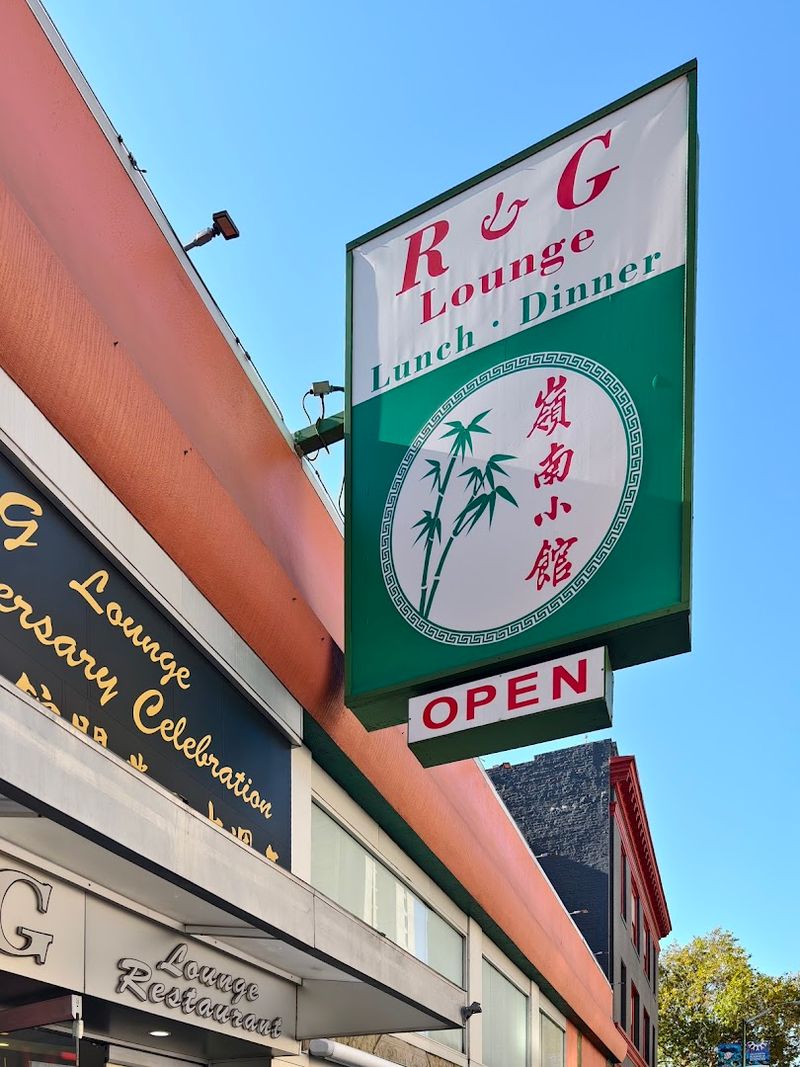 R & G
Lounge
Lunch · Dinner
嶺南小館
OPEN
G Lounge
ersary Celebration
G
Lounge
Restaurant